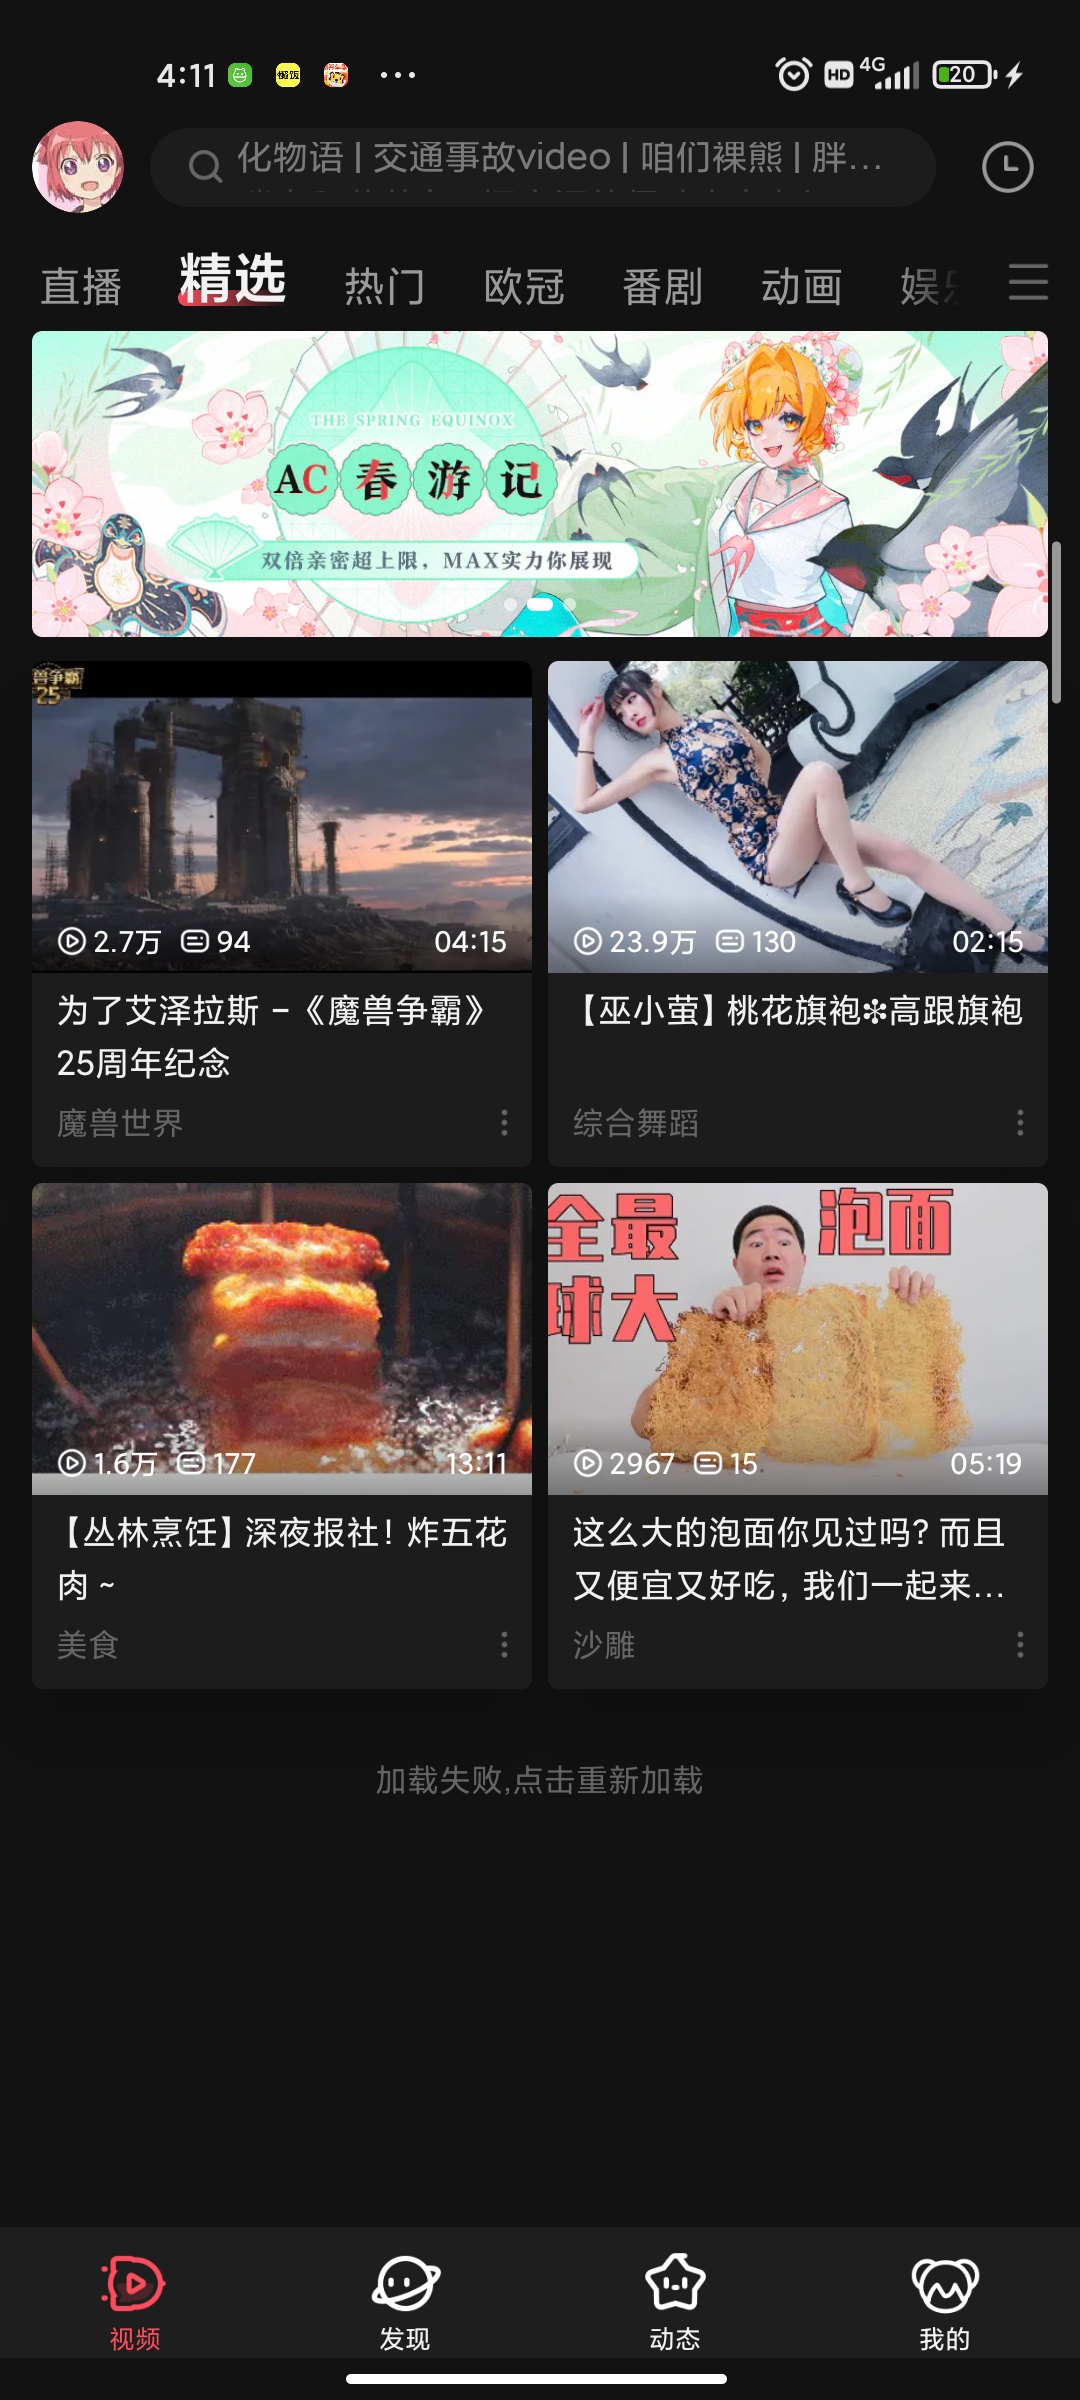 4:11
懒饭
HD 4G 20
化物语 | 交通事故video | 咱们裸熊 | 胖…
直播 精选 热门 欧冠 番剧 动画 娱乐
THE SPRING EQUINOX
AC春游记
双倍亲密超上限，MAX实力你展现
兽争霸
25
2.7万 94 04:15
为了艾泽拉斯 –《魔兽争霸》
25周年纪念
魔兽世界
23.9万 130 02:15
【巫小萤】桃花旗袍❇高跟旗袍
综合舞蹈
1.6万 177 13:11
【丛林烹饪】深夜报社！炸五花
肉 ~
美食
全最 泡面
球大
2967 15 05:19
这么大的泡面你见过吗？而且
又便宜又好吃，我们一起来…
沙雕
加载失败,点击重新加载
视频 发现 动态 我的